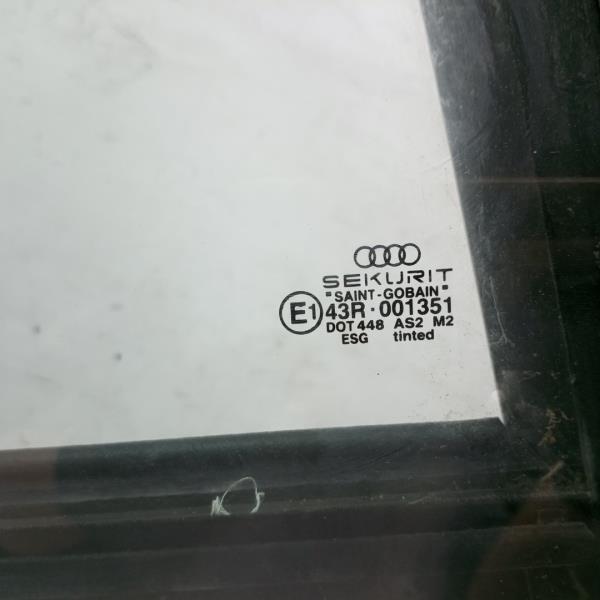 SEKURIT
"SAINT-GOBAIN"
E1 43R-001351
DOT 448 AS2 M2
ESG tinted